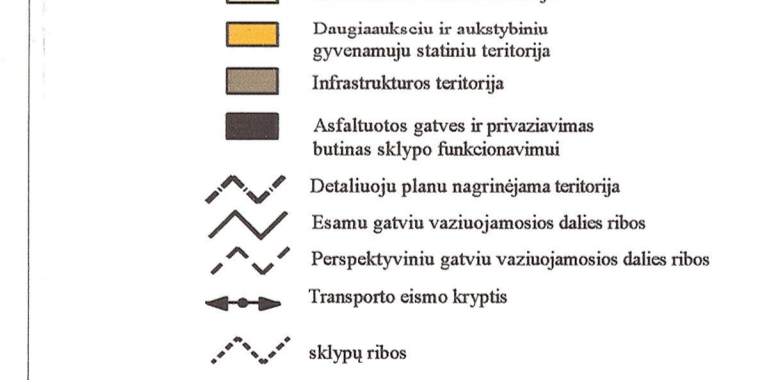 Daugiaauksciu ir aukstybiniu
gyvenamuju statiniu teritorija
Infrastrukturos teritorija
Asfaltuotos gatves ir privaziavimas
butinas sklypo funkcionavimui
Detaliuoju planu nagrinėjama teritorija
Esamu gatviu vaziuojamosios dalies ribos
Perspektyviniu gatviu vaziuojamosios dalies ribos
Transporto eismo kryptis
sklypų ribos